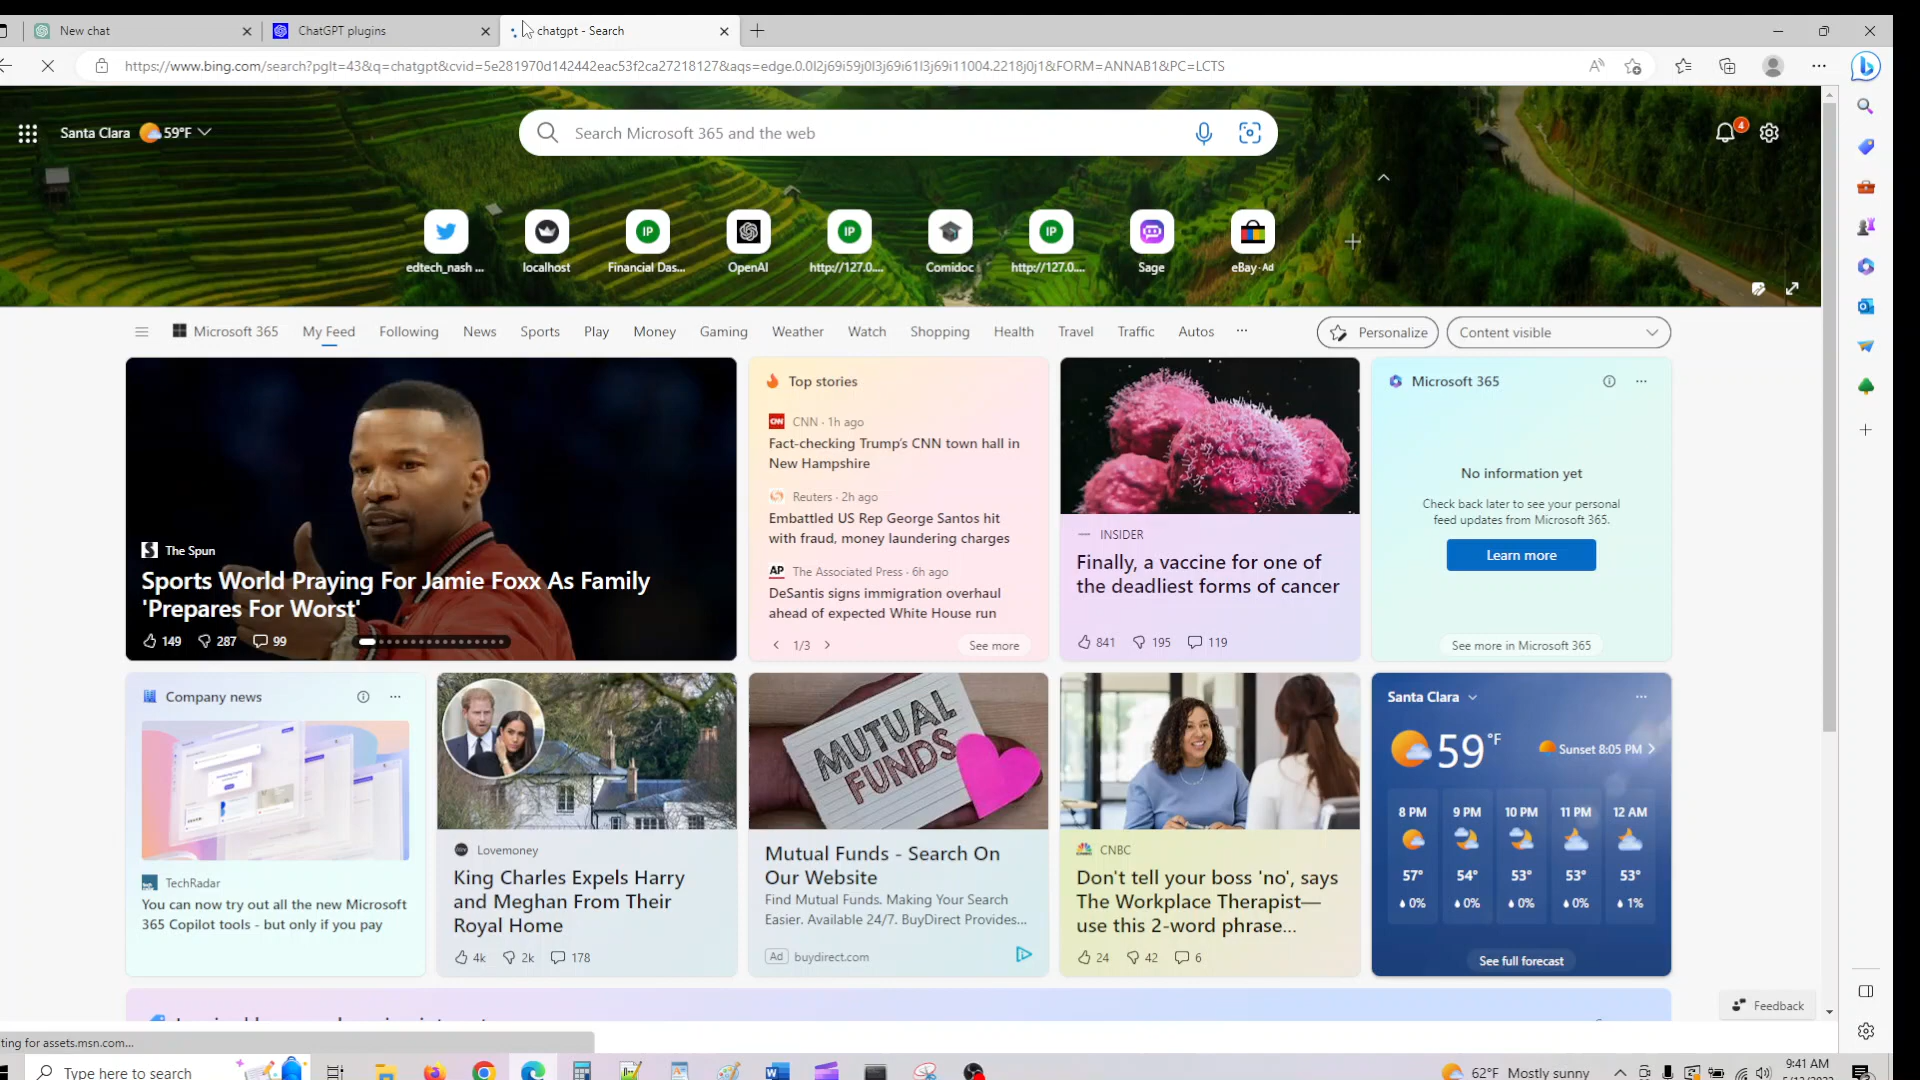 New chat
ChatGPT plugins
chatgpt - Search
https://www.bing.com/search?pglt=43&q=chatgpt&cvid=5e281970d142442eac53f2ca27218127&aqs=edge.0.0l2j69i59j0l3j69i61l3j69i11004.2218j0j1&FORM=ANNAB1&PC=LCTS
Santa Clara 59°F
Search Microsoft 365 and the web
4
edtech_nash ...
localhost
Financial Das...
OpenAI
http://127.0....
Comidoc
http://127.0....
Sage
eBay·Ad
Microsoft 365
My Feed
Following
News
Sports
Play
Money
Gaming
Weather
Watch
Shopping
Health
Travel
Traffic
Autos
...
Personalize
Content visible
The Spun
Sports World Praying For Jamie Foxx As Family
'Prepares For Worst'
149 287 99
Top stories
CNN · 1h ago
Fact-checking Trump's CNN town hall in
New Hampshire
Reuters · 2h ago
Embattled US Rep George Santos hit
with fraud, money laundering charges
AP The Associated Press · 6h ago
DeSantis signs immigration overhaul
ahead of expected White House run
1/3
See more
INSIDER
Finally, a vaccine for one of
the deadliest forms of cancer
841 195 119
Microsoft 365
No information yet
Check back later to see your personal
feed updates from Microsoft 365.
Learn more
See more in Microsoft 365
Company news
TechRadar
You can now try out all the new Microsoft
365 Copilot tools - but only if you pay
Lovemoney
King Charles Expels Harry
and Meghan From Their
Royal Home
4k 2k 178
MUTUAL
FUNDS
Mutual Funds - Search On
Our Website
Find Mutual Funds. Making Your Search
Easier. Available 24/7. BuyDirect Provides...
Ad buydirect.com
CNBC
Don't tell your boss 'no', says
The Workplace Therapist—
use this 2-word phrase...
24 42 6
Santa Clara
59 °F
Sunset 8:05 PM
8 PM 9 PM 10 PM 11 PM 12 AM
57° 54° 53° 53° 53°
0% 0% 0% 0% 1%
See full forecast
Feedback
ting for assets.msn.com...
Type here to search
62°F Mostly sunny
9:41 AM